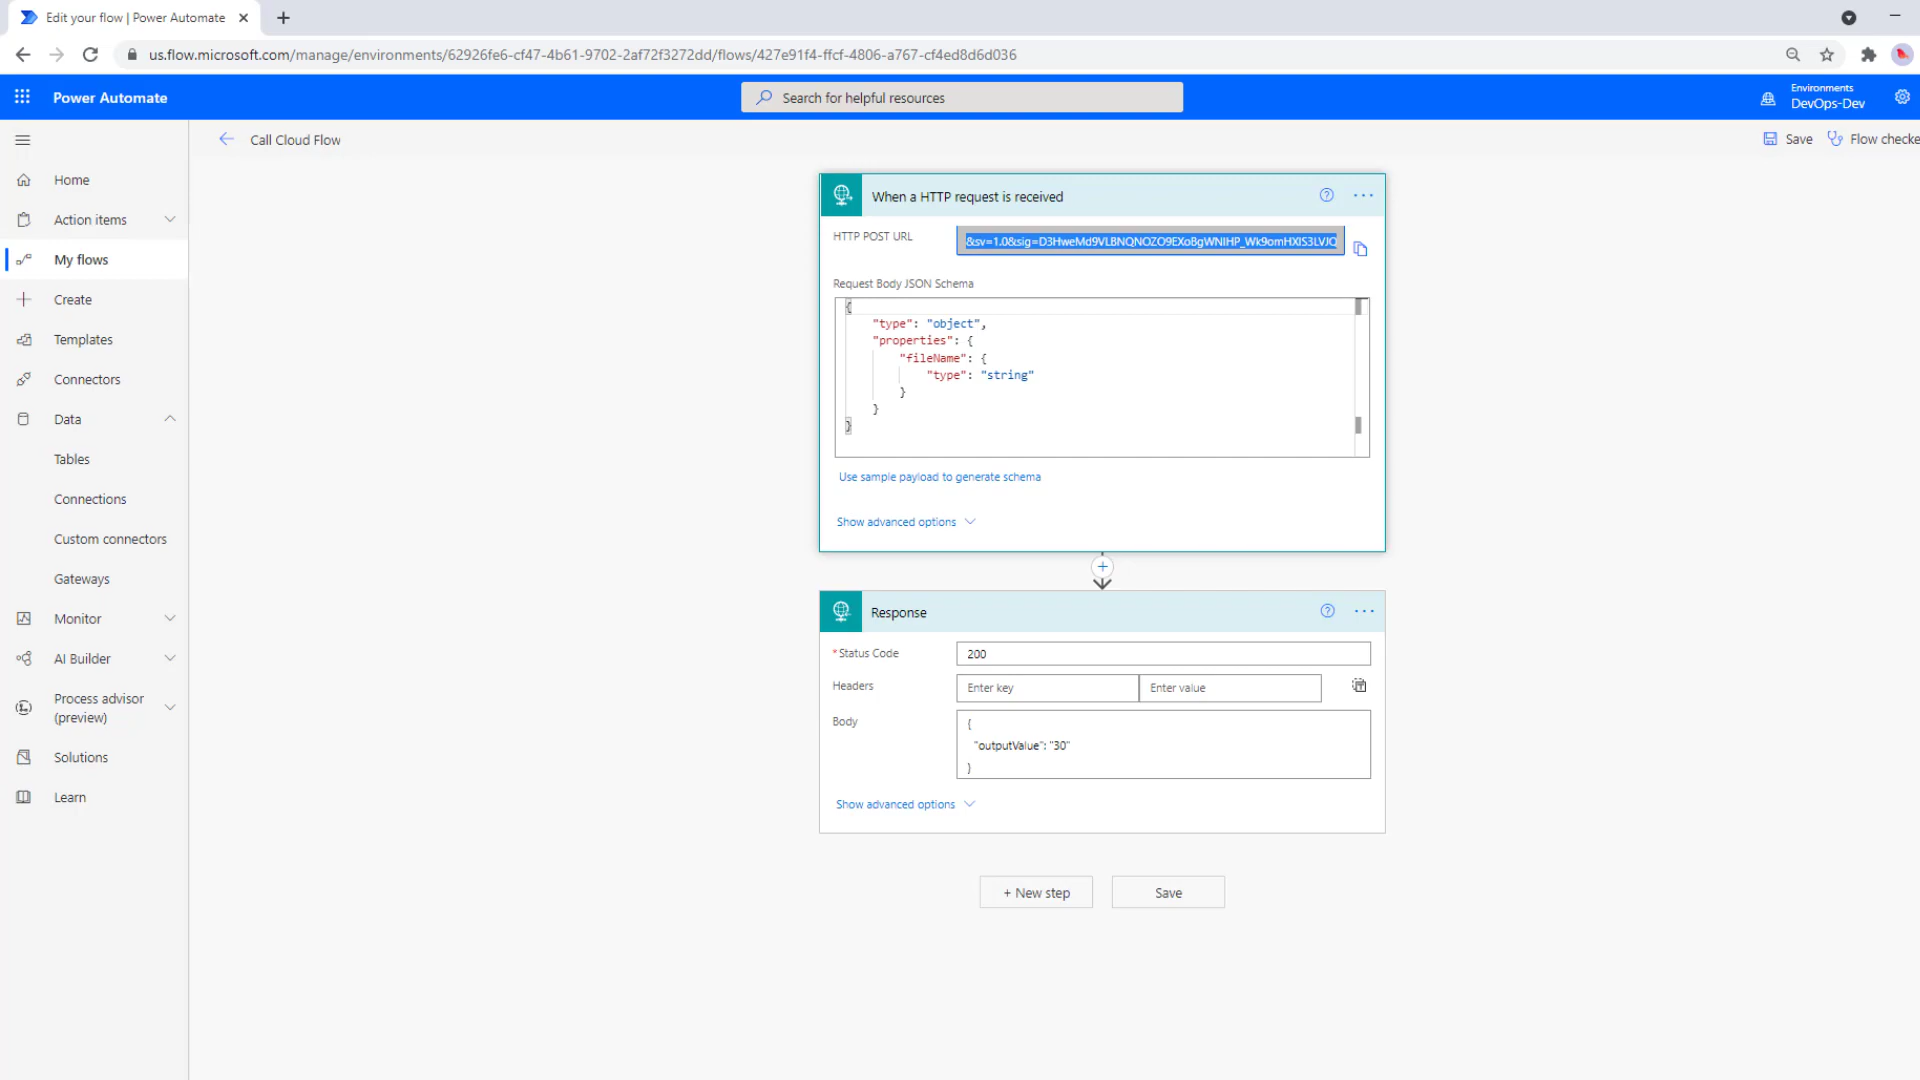 Edit your flow | Power Automate
us.flow.microsoft.com/manage/environments/62926fe6-cf47-4b61-9702-2af72f3272dd/flows/427e91f4-ffcf-4806-a767-cf4ed8d6d036
Power Automate
Search for helpful resources
Environments
DevOps-Dev
Call Cloud Flow
Save
Flow checke
Home
Action items
My flows
Create
Templates
Connectors
Data
Tables
Connections
Custom connectors
Gateways
Monitor
AI Builder
Process advisor
(preview)
Solutions
Learn
When a HTTP request is received
HTTP POST URL
&sv=1.0&sig=D3HweMd9VLBNQNOZO9EXoBgWNIHP_Wk9omHXIS3LVJQ
Request Body JSON Schema
{
"type": "object",
"properties": {
"fileName": {
"type": "string"
}
}
}
Use sample payload to generate schema
Show advanced options
Response
*Status Code
200
Headers
Enter key
Enter value
Body
{
"outputValue": "30"
}
Show advanced options
+ New step
Save